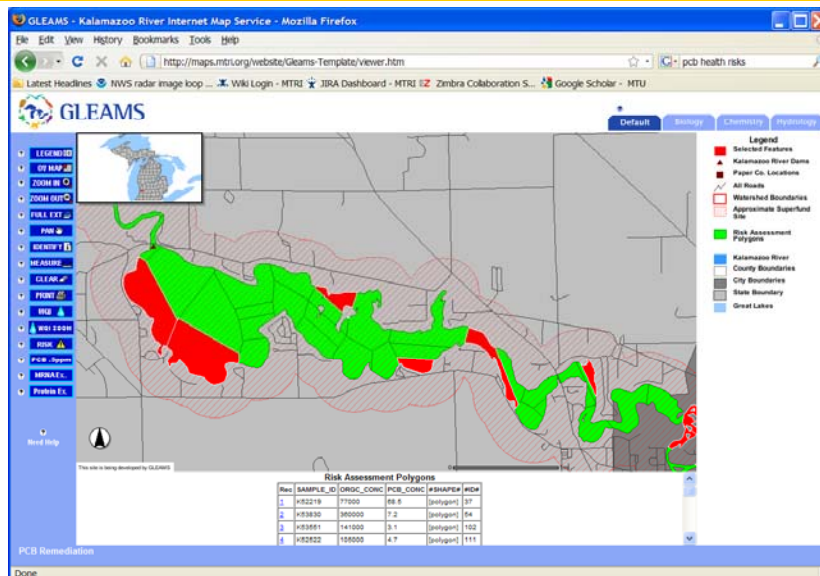 GLEAMS - Kalamazoo River Internet Map Service - Mozilla Firefox
File Edit View History Bookmarks Tools Help
http://maps.mtri.org/website/Gleams-Template/viewer.htm
pcb health risks
Latest Headlines NWS radar image loop ... Wiki Login - MTRI JIRA Dashboard - MTRI Zimbra Collaboration S... Google Scholar - MTU
GLEAMS
Default Biology Chemistry Hydrology
LEGEND
OV MAP
ZOOM IN
ZOOM OUT
FULL EXT
PAN
IDENTIFY
MEASURE
CLEAR
PRINT
WQI
WQI ZOOM
RISK
MRNA Ex.
Protein Ex.
Need Help
Legend
Selected Features
Kalamazoo River Dams
Paper Co. Locations
All Roads
Watershed Boundaries
Approximate Superfund
Site
Risk Assessment
Polygons
Kalamazoo River
County Boundaries
City Boundaries
State Boundary
Great Lakes
This site is being developed by GLEAMS
Risk Assessment Polygons
Rec SAMPLE_ID ORGC_CONC PCB_CONC #SHAPE# #ID#
1 K52219 77000 68.5 [polygon] 37
2 K53830 360000 7.2 [polygon] 54
3 K53551 141000 3.1 [polygon] 102
4 K52522 105000 4.7 [polygon] 111
PCB Remediation
Done